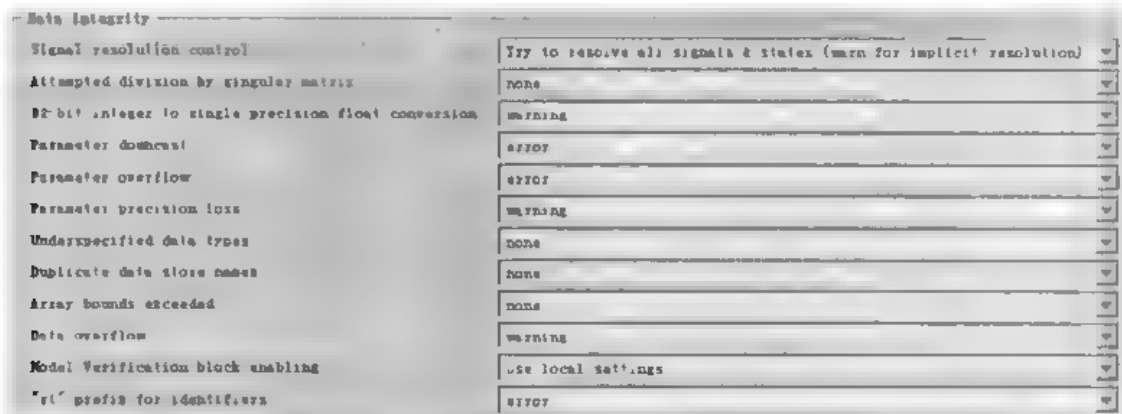 Data Integrity
Signal resolution control Try to resolve all signals & states (warn for implicit resolution)
Attempted division by singular matrix none
32-bit integer to single precision float conversion warning
Parameter downcast error
Parameter overflow error
Parameter precision loss warning
Underspecified data types none
Duplicate data store names none
Array bounds exceeded none
Data overflow warning
Model Verification block enabling Use local settings
"rt" prefix for identifiers error